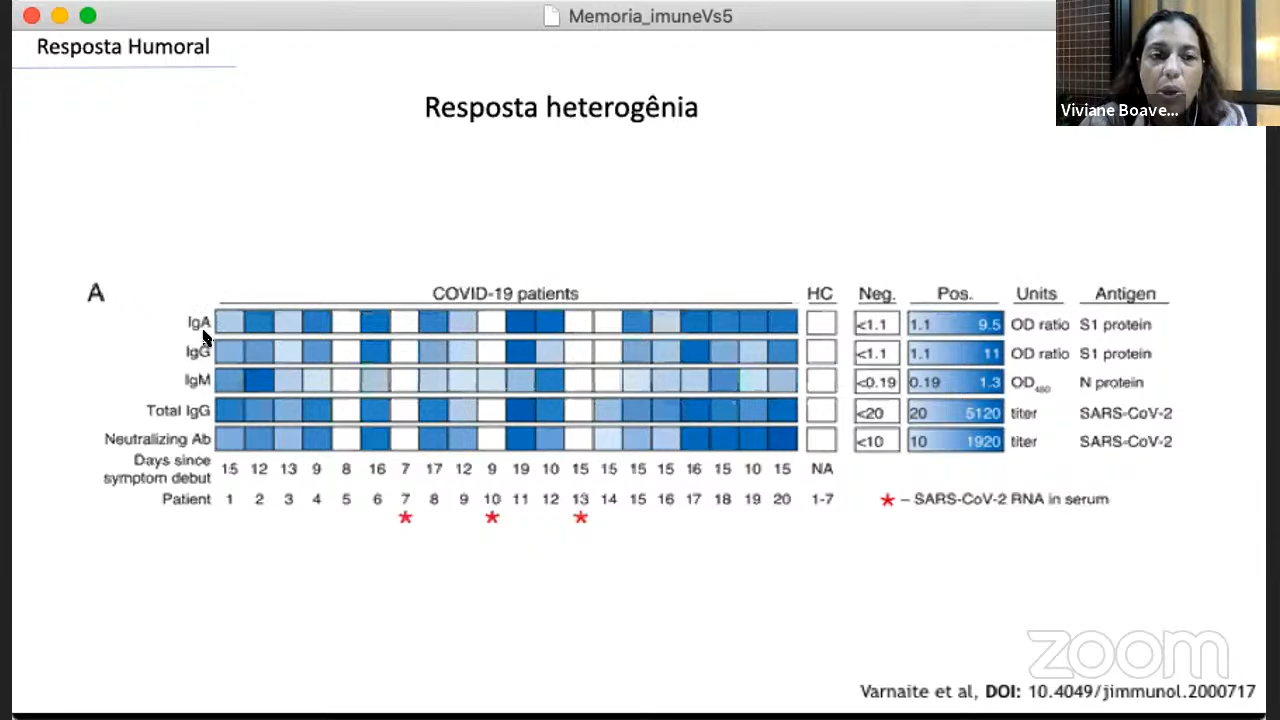 Memoria_imuneVs5
Resposta Humoral
Viviane Boave...
Resposta heterogênia
A
COVID-19 patients HC Neg. Pos. Units Antigen
IgA <1.1 1.1 9.5 OD ratio S1 protein
IgG <1.1 1.1 11 OD ratio S1 protein
IgM <0.19 0.19 1.3 OD450 N protein
Total IgG <20 20 5120 titer SARS-CoV-2
Neutralizing Ab <10 10 1920 titer SARS-CoV-2
Days since
symptom debut 15 12 13 9 8 16 7 17 12 9 19 10 15 15 15 15 16 15 10 15 NA
Patient 1 2 3 4 5 6 7 8 9 10 11 12 13 14 15 16 17 18 19 20 1-7 * – SARS-CoV-2 RNA in serum
* * *
zoom
Varnaite et al, DOI: 10.4049/jimmunol.2000717